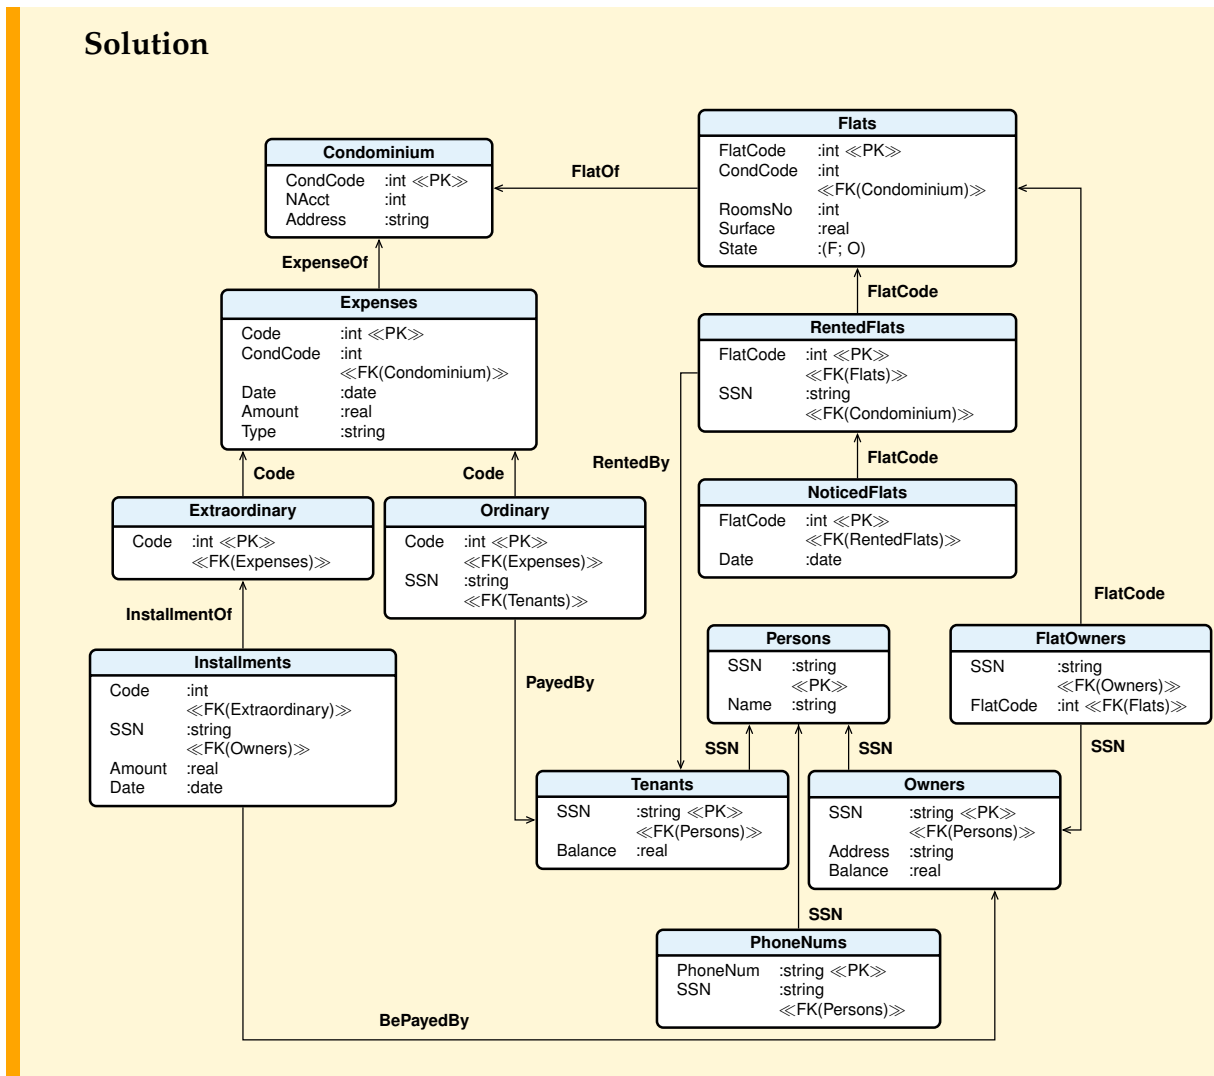 Solution
Condominium
CondCode :int ≪PK≫
NAcct :int
Address :string
FlatOf
Flats
FlatCode :int ≪PK≫
CondCode :int
≪FK(Condominium)≫
RoomsNo :int
Surface :real
State :(F; O)
ExpenseOf
FlatCode
Expenses
Code :int ≪PK≫
CondCode :int
≪FK(Condominium)≫
Date :date
Amount :real
Type :string
RentedFlats
FlatCode :int ≪PK≫
≪FK(Flats)≫
SSN :string
≪FK(Condominium)≫
Code
Code
RentedBy
FlatCode
Extraordinary
Code :int ≪PK≫
≪FK(Expenses)≫
Ordinary
Code :int ≪PK≫
≪FK(Expenses)≫
SSN :string
≪FK(Tenants)≫
NoticedFlats
FlatCode :int ≪PK≫
≪FK(RentedFlats)≫
Date :date
FlatCode
InstallmentOf
Installments
Code :int
≪FK(Extraordinary)≫
SSN :string
≪FK(Owners)≫
Amount :real
Date :date
PayedBy
Persons
SSN :string
≪PK≫
Name :string
FlatOwners
SSN :string
≪FK(Owners)≫
FlatCode :int ≪FK(Flats)≫
SSN
SSN
SSN
Tenants
SSN :string ≪PK≫
≪FK(Persons)≫
Balance :real
Owners
SSN :string ≪PK≫
≪FK(Persons)≫
Address :string
Balance :real
SSN
PhoneNums
PhoneNum :string ≪PK≫
SSN :string
≪FK(Persons)≫
BePayedBy